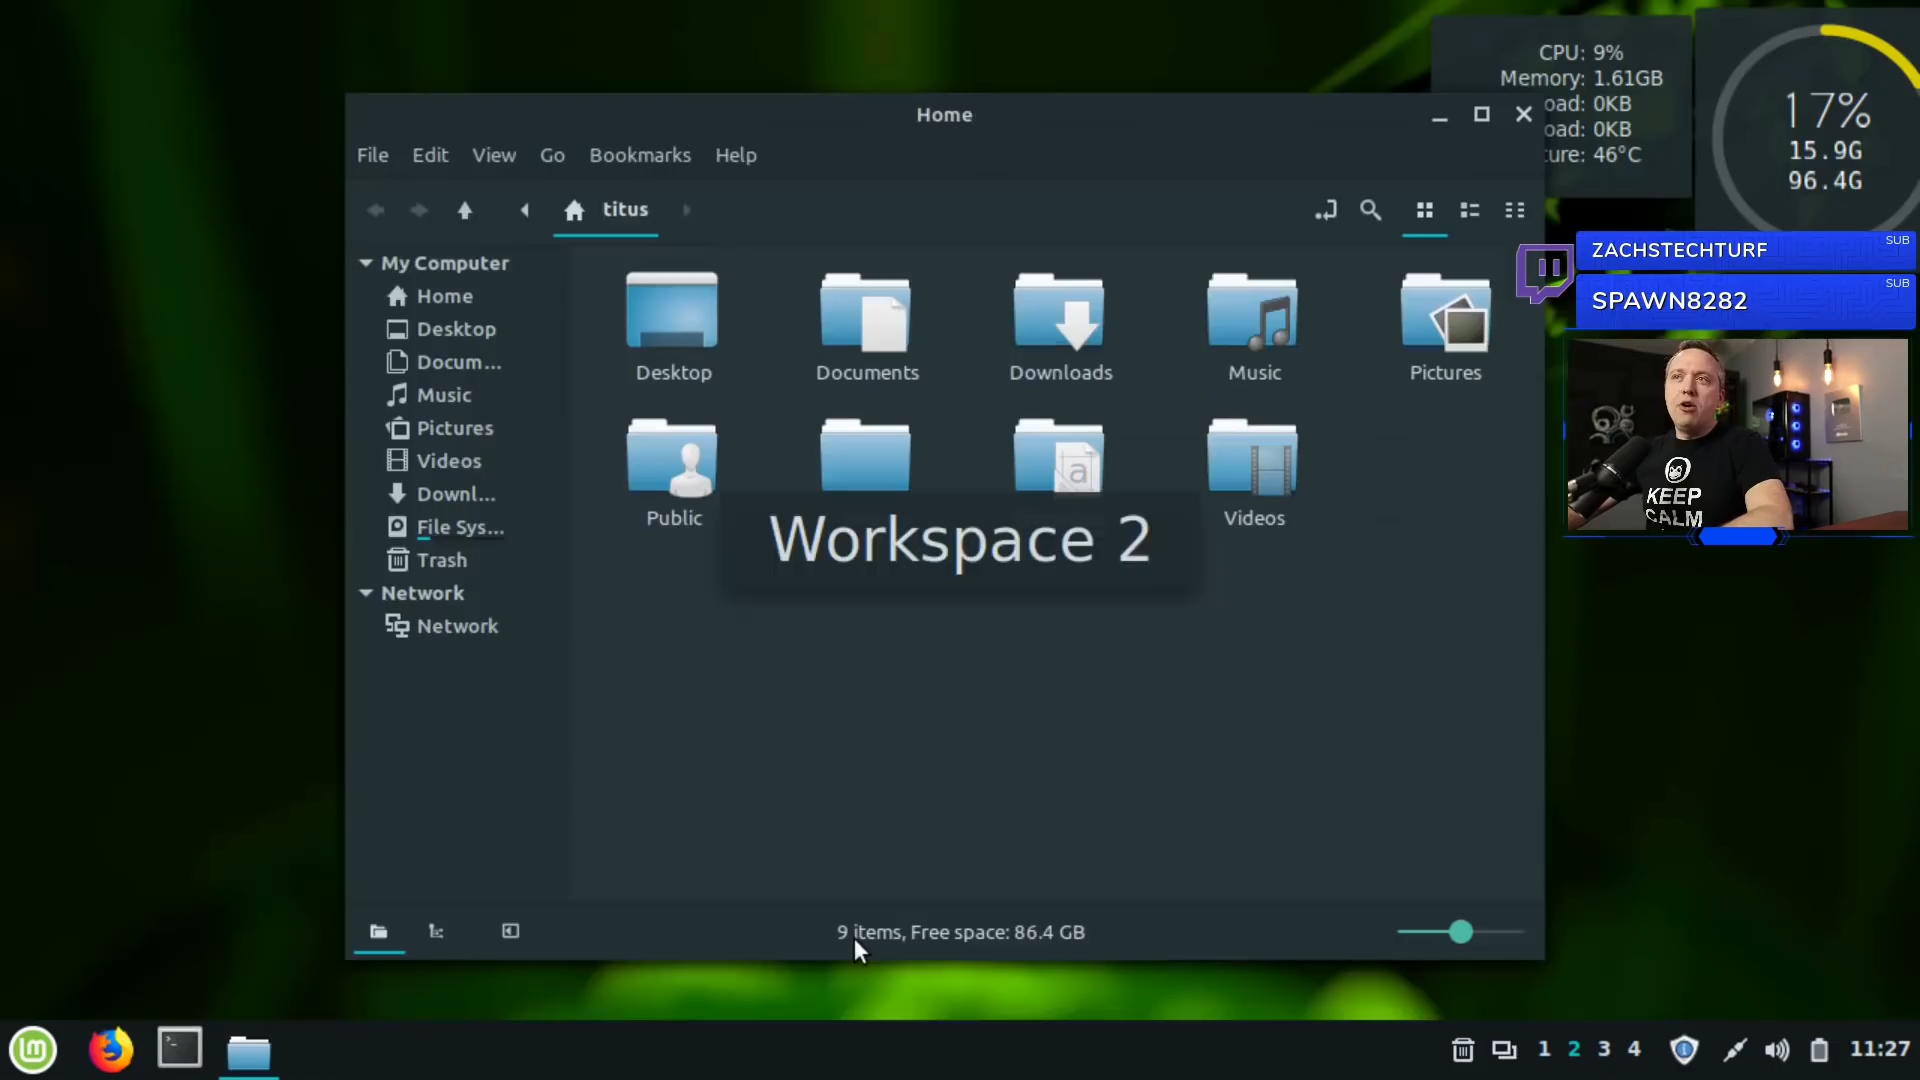 CPU: 9%
Memory: 1.61GB
oad: 0KB
oad: 0KB
ture: 46°C
17%
15.9G
96.4G
Home
File Edit View Go Bookmarks Help
titus
ZACHSTECHTURF
SUB
SPAWN8282
SUB
My Computer
Home
Desktop
Docum...
Music
Pictures
Videos
Downl...
File Sys...
Trash
Network
Network
Desktop Documents Downloads Music Pictures
a
Public Videos
Workspace 2
KEEP
CALM
9 items, Free space: 86.4 GB
1 2 3 4
11:27